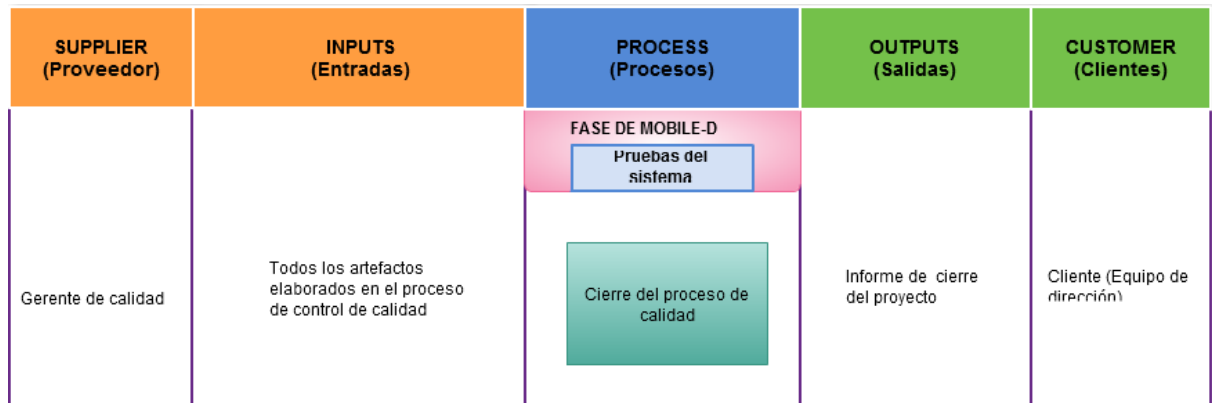 SUPPLIER
(Proveedor)
INPUTS
(Entradas)
PROCESS
(Procesos)
OUTPUTS
(Salidas)
CUSTOMER
(Clientes)
FASE DE MOBILE-D
Pruebas del
sistema
Gerente de calidad
Todos los artefactos
elaborados en el proceso
de control de calidad
Cierre del proceso de
calidad
Informe de cierre
del proyecto
Cliente (Equipo de
dirección)